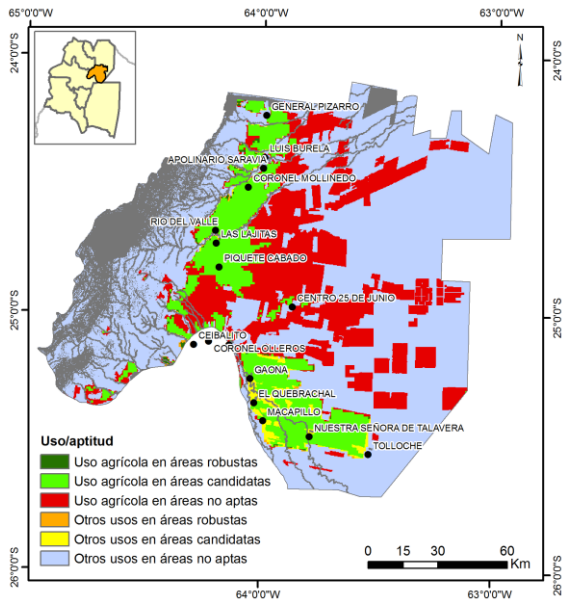 65°0'0"O
64°0'0"O
63°0'0"O
24°0'0"S
24°0'0"S
N
GENERAL PIZARRO
LUIS BURELA
APOLINARIO SARAVIA
CORONEL MOLLINEDO
RIO DEL VALLE
LAS LAJITAS
PIQUETE CABADO
CENTRO 25 DE JUNIO
25°0'0"S
25°0'0"S
CEIBALITO
CORONEL OLLEROS
GAONA
EL QUEBRACHAL
MACAPILLO
NUESTRA SEÑORA DE TALAVERA
TOLLOCHE
Uso/aptitud
Uso agrícola en áreas robustas
Uso agrícola en áreas candidatas
Uso agrícola en áreas no aptas
Otros usos en áreas robustas
Otros usos en áreas candidatas
Otros usos en áreas no aptas
0 15 30 60
Km
26°0'0"S
26°0'0"S
64°0'0"O
63°0'0"O